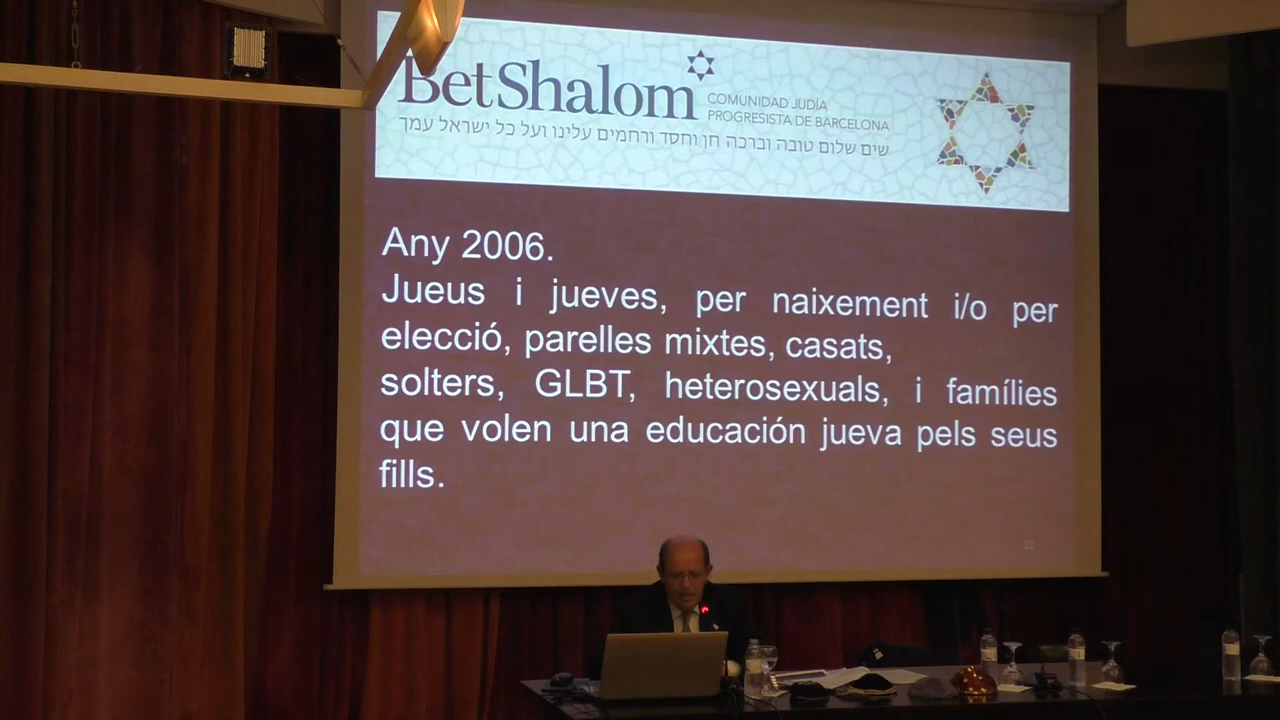 BetShalom
COMUNIDAD JUDÍA
PROGRESISTA DE BARCELONA
שים שלום טובה וברכה חן וחסד ורחמים עלינו ועל כל ישראל עמך
Any 2006.
Jueus i jueves, per naixement i/o per
elecció, parelles mixtes, casats,
solters, GLBT, heterosexuals, i famílies
que volen una educación jueva pels seus
fills.